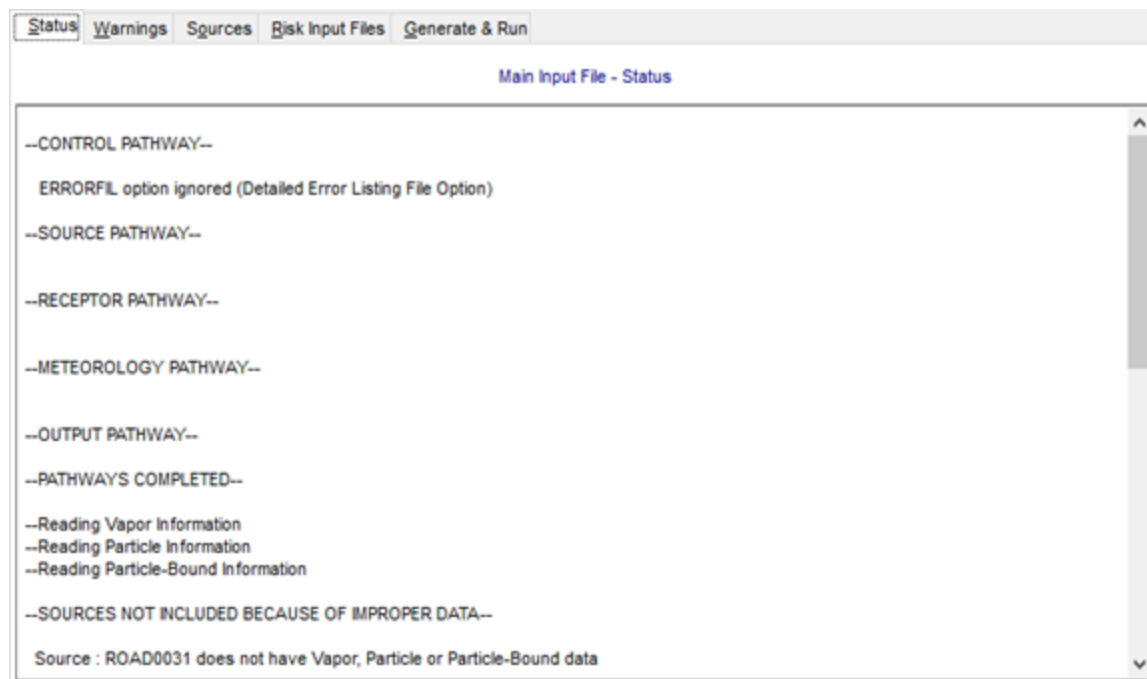 Status Warnings Sources Risk Input Files Generate & Run
Main Input File - Status
--CONTROL PATHWAY--
ERRORFIL option ignored (Detailed Error Listing File Option)
--SOURCE PATHWAY--
--RECEPTOR PATHWAY--
--METEOROLOGY PATHWAY--
--OUTPUT PATHWAY--
--PATHWAYS COMPLETED--
--Reading Vapor Information
--Reading Particle Information
--Reading Particle-Bound Information
--SOURCES NOT INCLUDED BECAUSE OF IMPROPER DATA--
Source : ROAD0031 does not have Vapor, Particle or Particle-Bound data